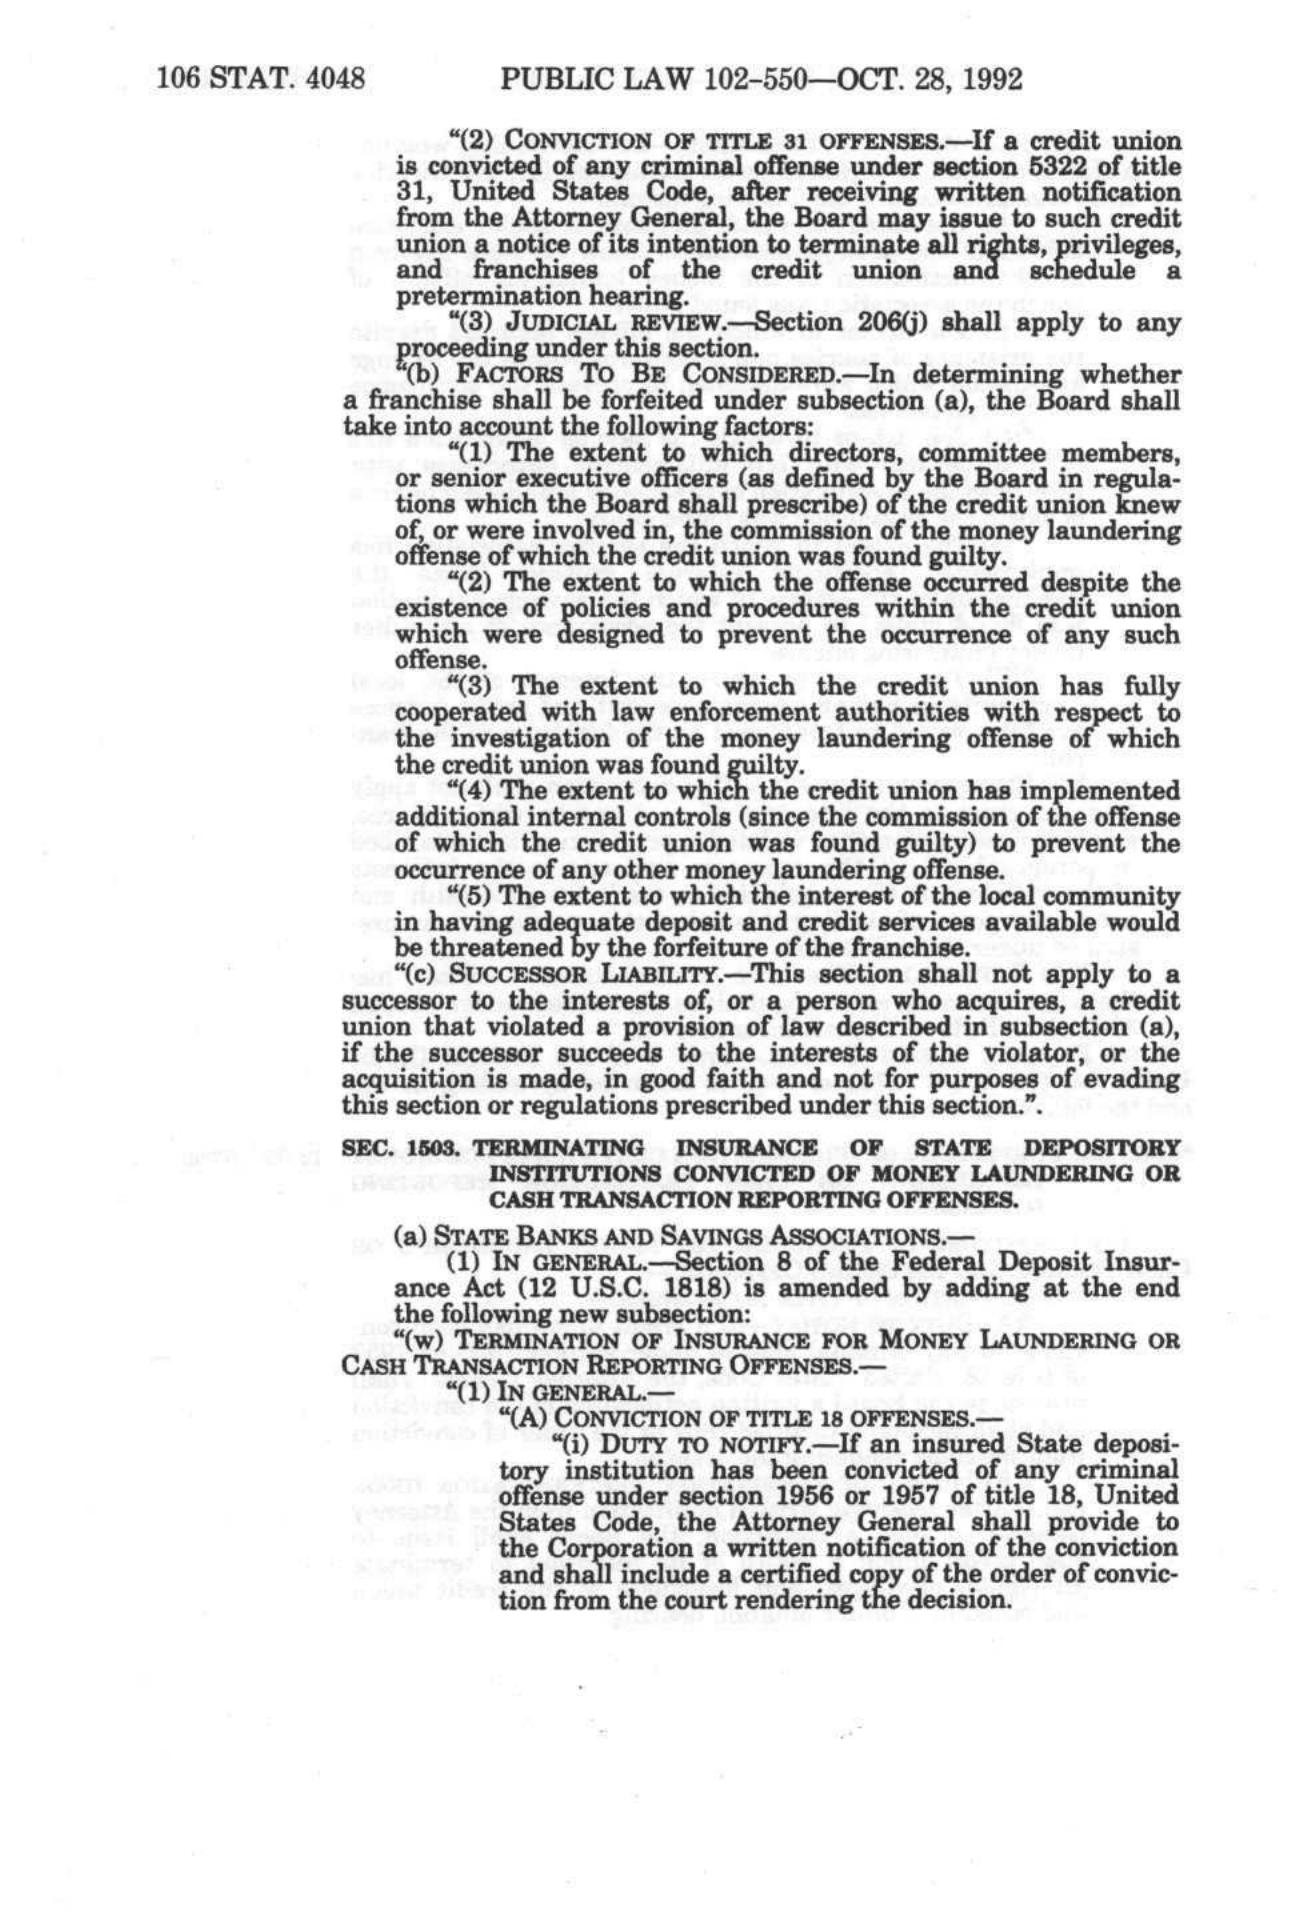 106 STAT. 4048 PUBLIC LAW 102–550—OCT. 28, 1992
“(2) CONVICTION OF TITLE 31 OFFENSES.—If a credit union
is convicted of any criminal offense under section 5322 of title
31, United States Code, after receiving written notification
from the Attorney General, the Board may issue to such credit
union a notice of its intention to terminate all rights, privileges,
and franchises of the credit union and schedule a
pretermination hearing.
“(3) JUDICIAL REVIEW.—Section 206(j) shall apply to any
proceeding under this section.
“(b) FACTORS TO BE CONSIDERED.—In determining whether
a franchise shall be forfeited under subsection (a), the Board shall
take into account the following factors:
“(1) The extent to which directors, committee members,
or senior executive officers (as defined by the Board in regula-
tions which the Board shall prescribe) of the credit union knew
of, or were involved in, the commission of the money laundering
offense of which the credit union was found guilty.
“(2) The extent to which the offense occurred despite the
existence of policies and procedures within the credit union
which were designed to prevent the occurrence of any such
offense.
“(3) The extent to which the credit union has fully
cooperated with law enforcement authorities with respect to
the investigation of the money laundering offense of which
the credit union was found guilty.
“(4) The extent to which the credit union has implemented
additional internal controls (since the commission of the offense
of which the credit union was found guilty) to prevent the
occurrence of any other money laundering offense.
“(5) The extent to which the interest of the local community
in having adequate deposit and credit services available would
be threatened by the forfeiture of the franchise.
“(c) SUCCESSOR LIABILITY.—This section shall not apply to a
successor to the interests of, or a person who acquires, a credit
union that violated a provision of law described in subsection (a),
if the successor succeeds to the interests of the violator, or the
acquisition is made, in good faith and not for purposes of evading
this section or regulations prescribed under this section.”.
SEC. 1503. TERMINATING INSURANCE OF STATE DEPOSITORY
INSTITUTIONS CONVICTED OF MONEY LAUNDERING OR
CASH TRANSACTION REPORTING OFFENSES.
(a) STATE BANKS AND SAVINGS ASSOCIATIONS.—
(1) IN GENERAL.—Section 8 of the Federal Deposit Insur-
ance Act (12 U.S.C. 1818) is amended by adding at the end
the following new subsection:
“(w) TERMINATION OF INSURANCE FOR MONEY LAUNDERING OR
CASH TRANSACTION REPORTING OFFENSES.—
“(1) IN GENERAL.—
“(A) CONVICTION OF TITLE 18 OFFENSES.—
“(i) DUTY TO NOTIFY.—If an insured State deposi-
tory institution has been convicted of any criminal
offense under section 1956 or 1957 of title 18, United
States Code, the Attorney General shall provide to
the Corporation a written notification of the conviction
and shall include a certified copy of the order of convic-
tion from the court rendering the decision.